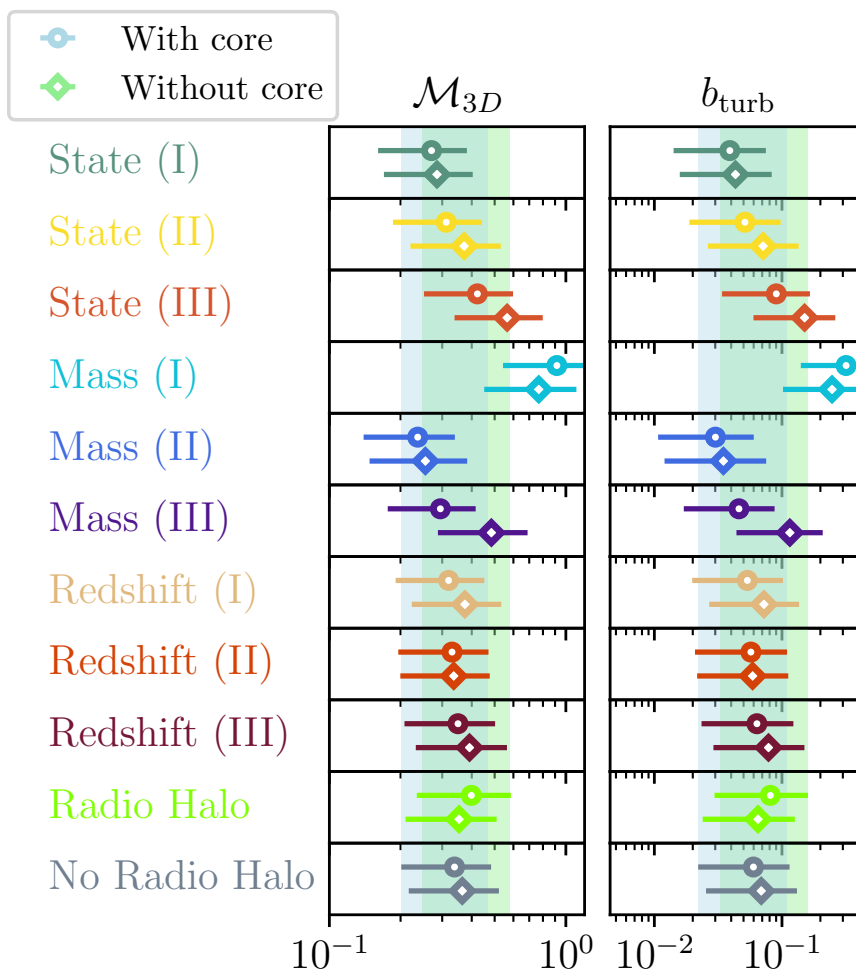 With core
Without core
M3D bturb
State (I)
State (II)
State (III)
Mass (I)
Mass (II)
Mass (III)
Redshift (I)
Redshift (II)
Redshift (III)
Radio Halo
No Radio Halo
10−1 100 10−2 10−1